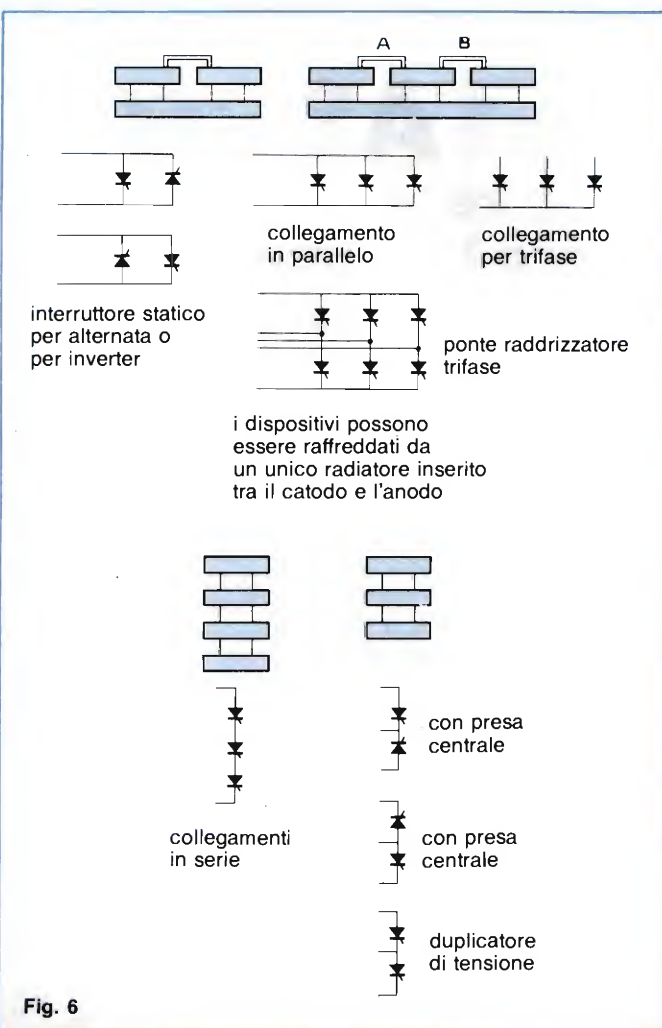 A B
collegamento
in parallelo
collegamento
per trifase
interruttore statico
per alternata o
per inverter
ponte raddrizzatore
trifase
i dispositivi possono
essere raffreddati da
un unico radiatore inserito
tra il catodo e l'anodo
collegamenti
in serie
con presa
centrale
con presa
centrale
duplicatore
di tensione
Fig. 6